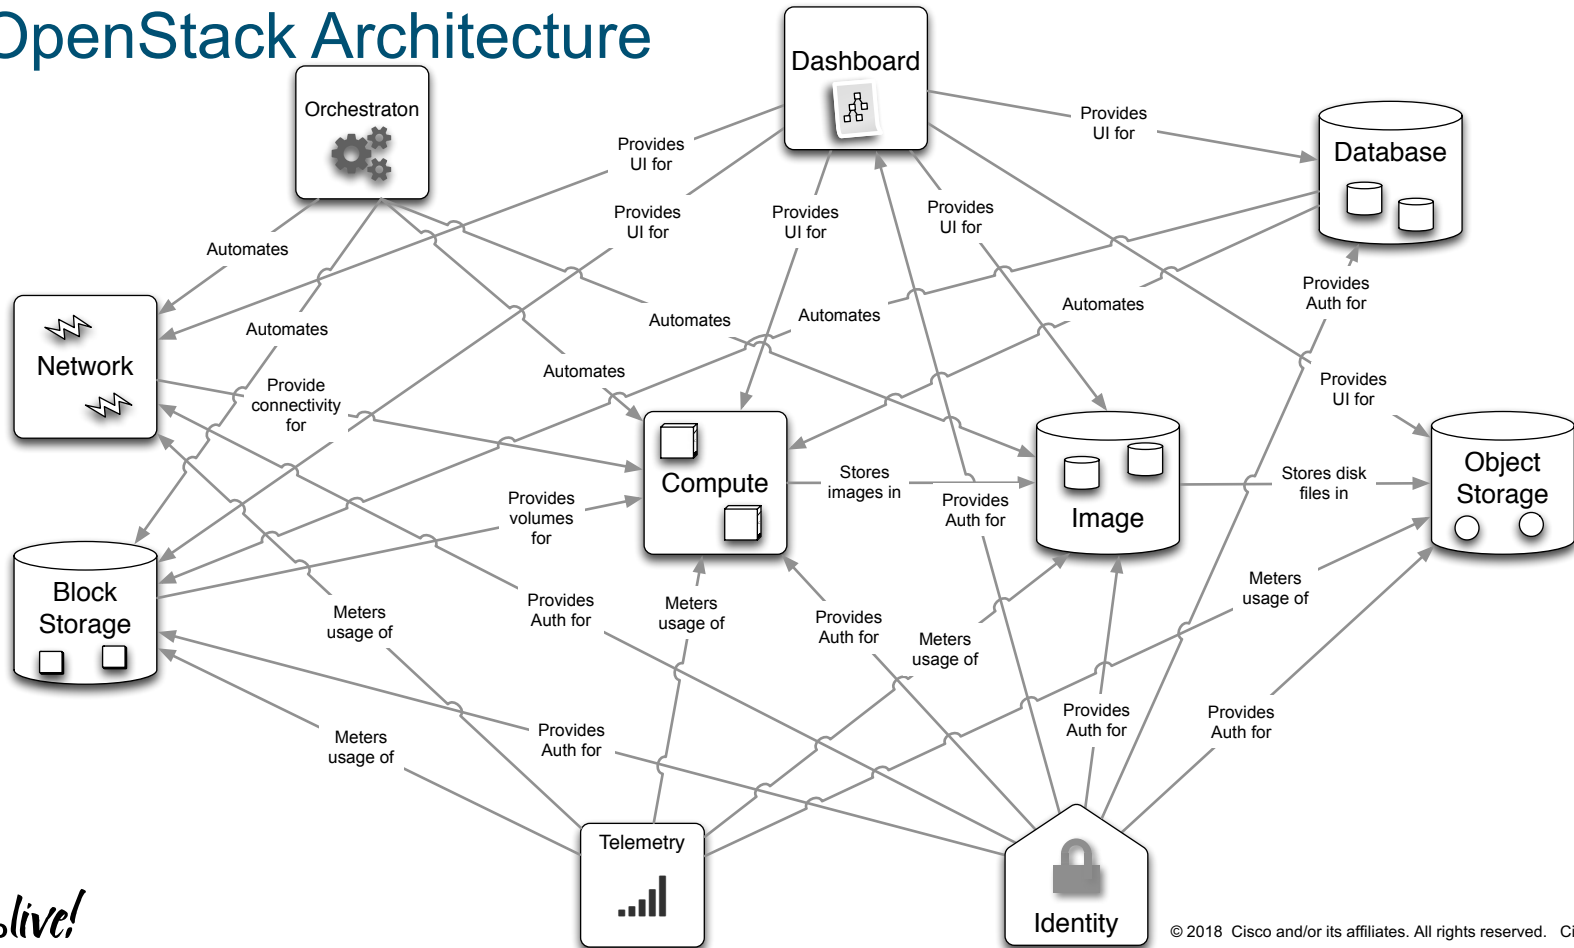 OpenStack Architecture
Dashboard
Orchestraton
Provides
UI for
Database
Provides
UI for
Provides
UI for
Provides
UI for
Provides
UI for
Automates
Provides
Auth for
Automates
Automates
Automates
Automates
Network
Automates
Provide
connectivity
for
Provides
UI for
Compute
Stores
images in
Image
Stores disk
files in
Object
Storage
Provides
volumes
for
Provides
Auth for
Block
Storage
Meters
usage of
Provides
Auth for
Meters
usage of
Provides
Auth for
Meters
usage of
Meters
usage of
Meters
usage of
Provides
Auth for
Provides
Auth for
Provides
Auth for
Telemetry
Identity
live!
© 2018 Cisco and/or its affiliates. All rights reserved. Ci